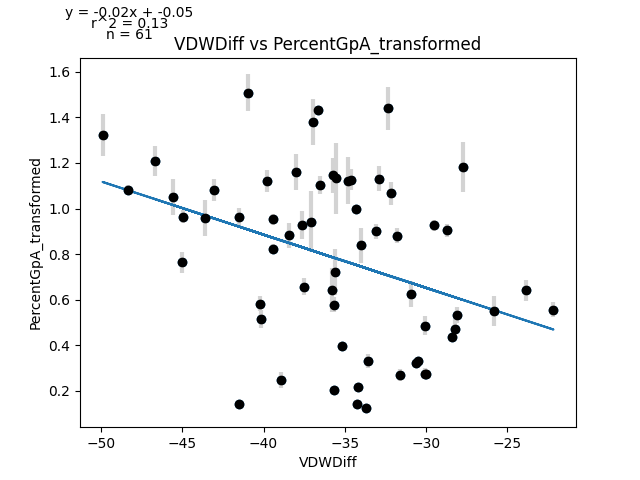 y = -0.02x + -0.05
r^2 = 0.13
n = 61
VDWDiff vs PercentGpA_transformed
PercentGpA_transformed
1.6
1.4
1.2
1.0
0.8
0.6
0.4
0.2
−50 −45 −40 −35 −30 −25
VDWDiff